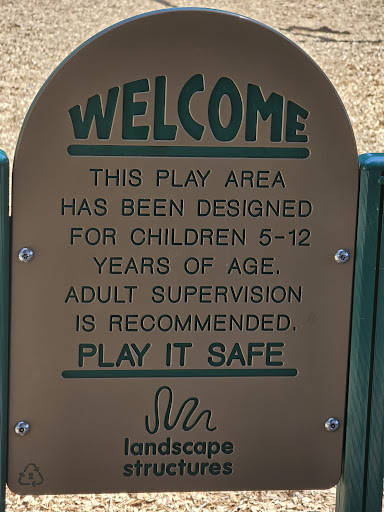 WELCOME
THIS PLAY AREA
HAS BEEN DESIGNED
FOR CHILDREN 5-12
YEARS OF AGE.
ADULT SUPERVISION
IS RECOMMENDED.
PLAY IT SAFE
landscape
structures